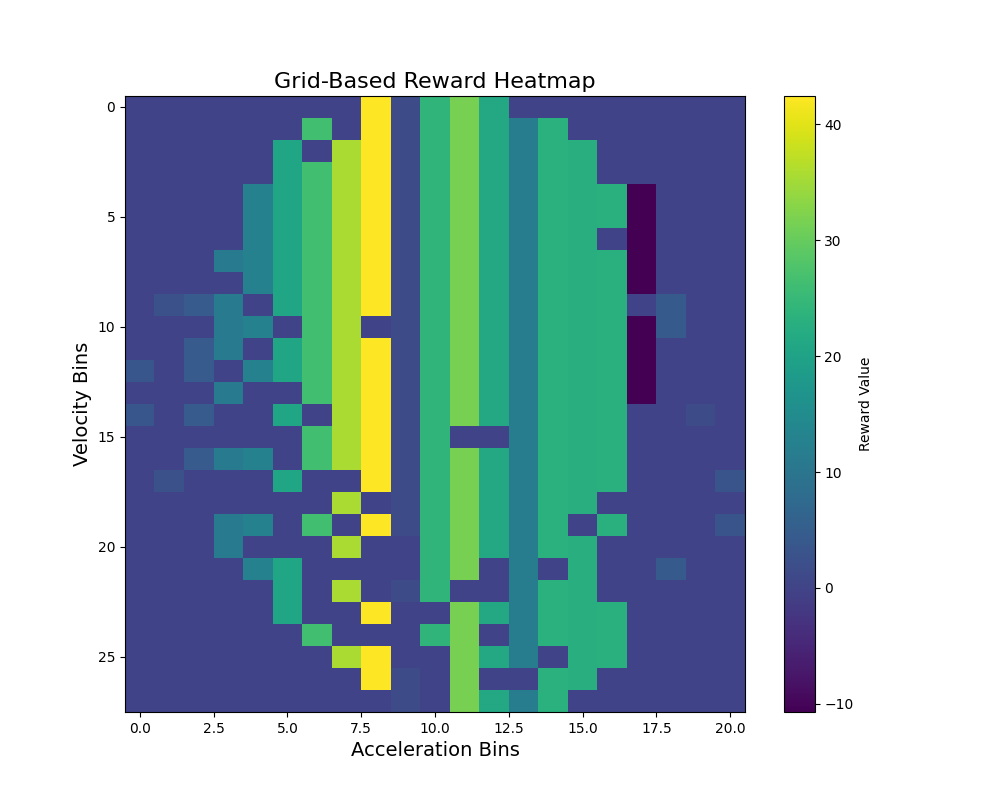 Grid-Based Reward Heatmap
Velocity Bins
0
5
10
15
20
25
0.0 2.5 5.0 7.5 10.0 12.5 15.0 17.5 20.0
Acceleration Bins
40
30
20
10
0
−10
Reward Value